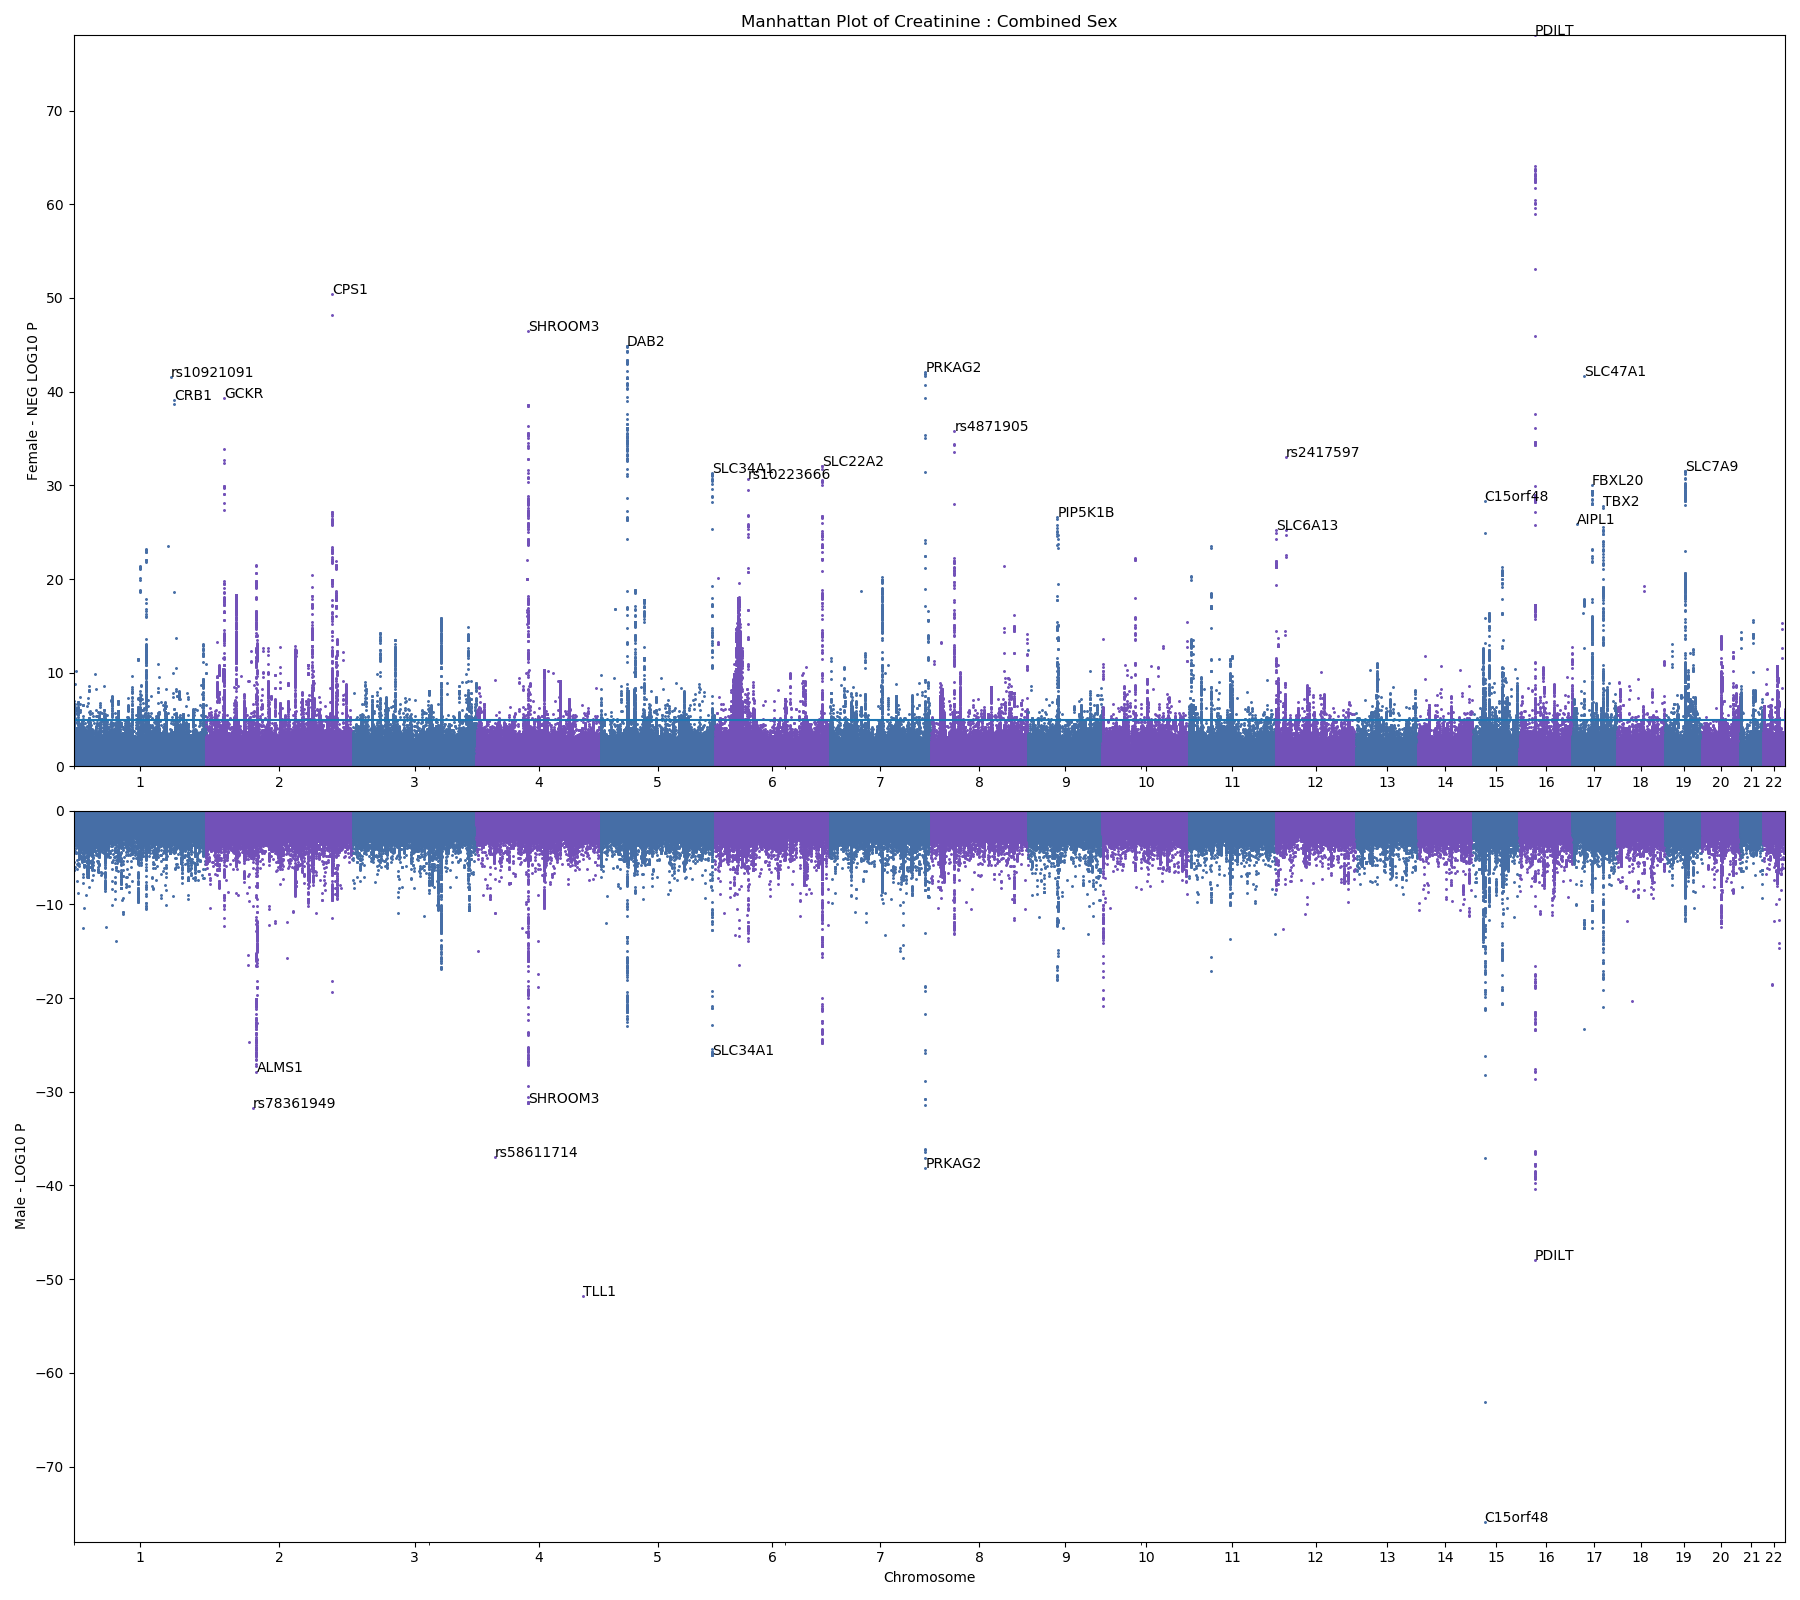 Manhattan Plot of Creatinine : Combined Sex
PDILT
70
60
50
40
30
20
10
0
Female - NEG LOG10 P
CPS1
SHROOM3
DAB2
PRKAG2
SLC47A1
rs10921091
CRB1
GCKR
rs4871905
rs2417597
SLC34A1
rs10223666
SLC22A2
SLC7A9
FBXL20
C15orf48
TBX2
PIP5K1B
AIPL1
SLC6A13
1 2 3 4 5 6 7 8 9 10 11 12 13 14 15 16 17 18 19 20 21 22
0
−10
−20
−30
−40
−50
−60
−70
Male - LOG10 P
SLC34A1
ALMS1
SHROOM3
rs78361949
rs58611714
PRKAG2
PDILT
TLL1
C15orf48
1 2 3 4 5 6 7 8 9 10 11 12 13 14 15 16 17 18 19 20 21 22
Chromosome